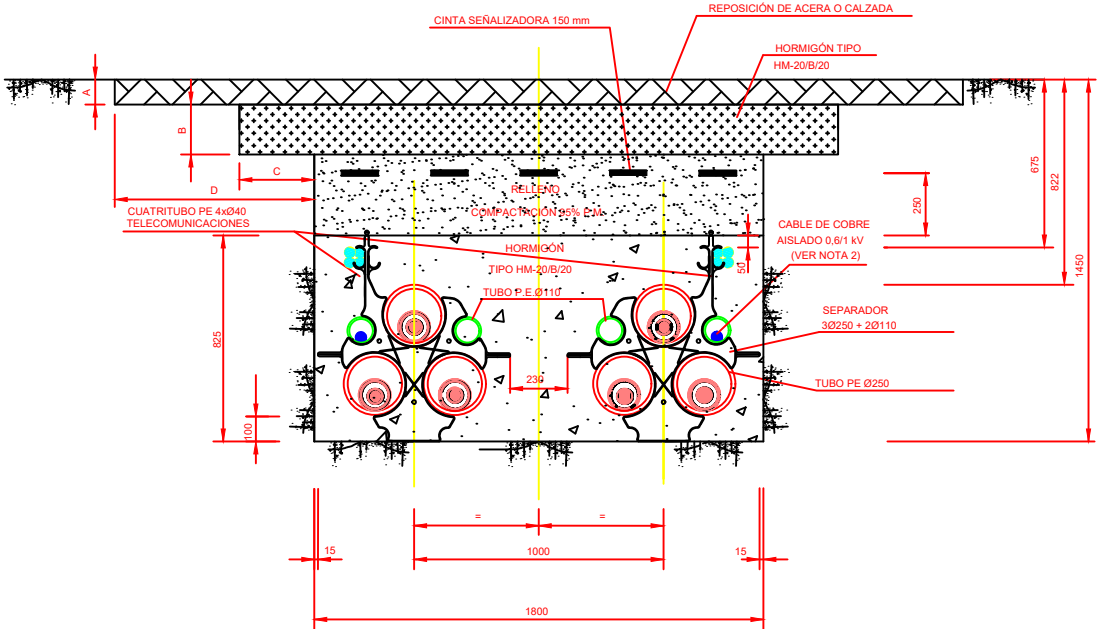 REPOSICIÓN DE ACERA O CALZADA
CINTA SEÑALIZADORA 150 mm
HORMIGÓN TIPO
HM-20/B/20
A
B
C
D
675
822
250
1450
RELLENO
COMPACTACIÓN 95% P.M.
CUATRITUBO PE 4xØ40
TELECOMUNICACIONES
CABLE DE COBRE
AISLADO 0,6/1 kV
(VER NOTA 2)
HORMIGÓN
TIPO HM-20/B/20
50
TUBO P.E.Ø110
SEPARADOR
3Ø250 + 2Ø110
825
230
TUBO PE Ø250
100
=
=
15
1000
15
1800